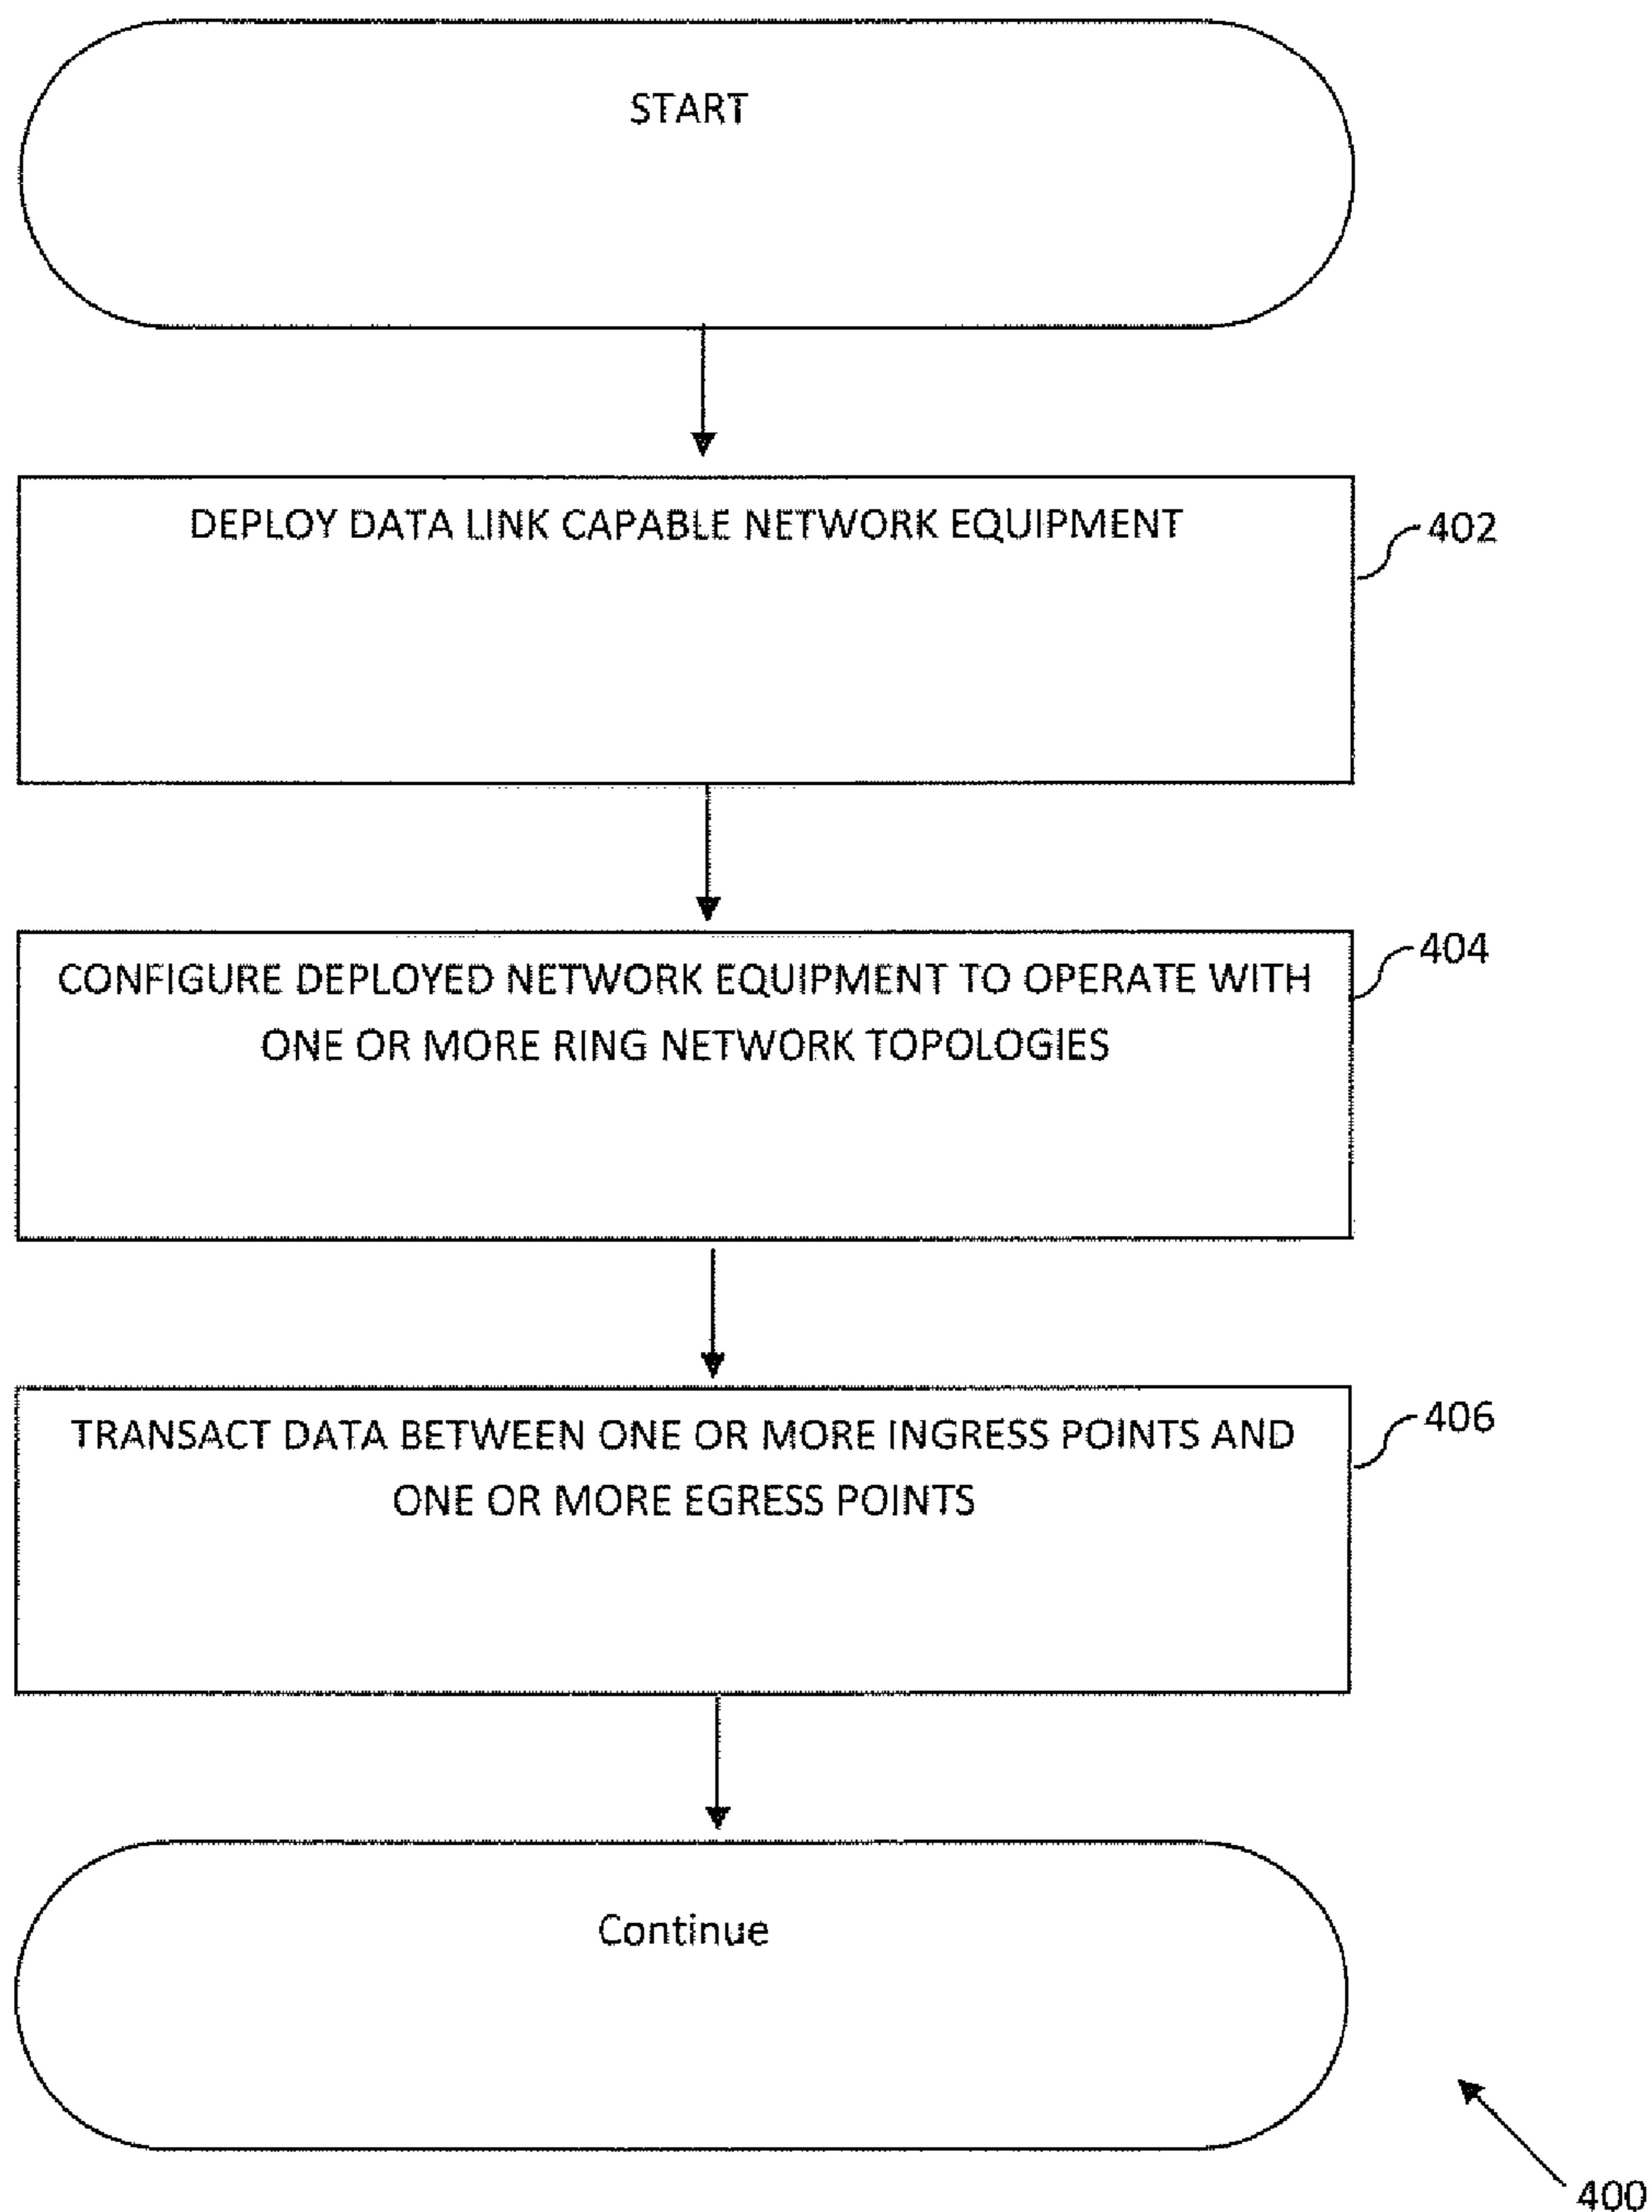 START
DEPLOY DATA LINK CAPABLE NETWORK EQUIPMENT
402
CONFIGURE DEPLOYED NETWORK EQUIPMENT TO OPERATE WITH
ONE OR MORE RING NETWORK TOPOLOGIES
404
TRANSACT DATA BETWEEN ONE OR MORE INGRESS POINTS AND
ONE OR MORE EGRESS POINTS
406
Continue
400